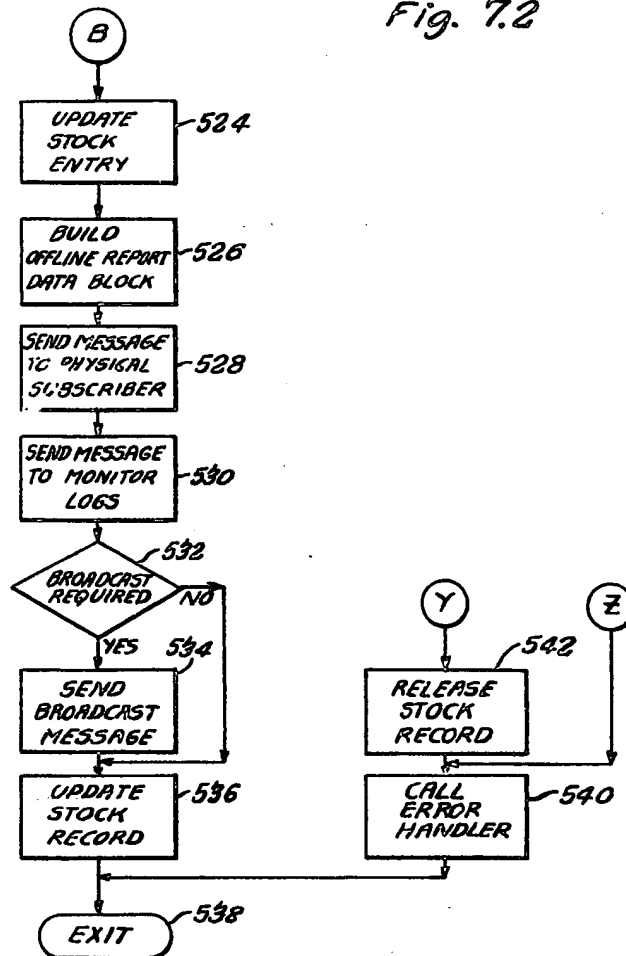 Fig. 7.2
B
UPDATE
STOCK
ENTRY
524
BUILD
OFFLINE REPORT
DATA BLOCK
526
SEND MESSAGE
TO PHYSICAL
SUBSCRIBER
528
SEND MESSAGE
TO MONITOR
LOGS
530
532
BROADCAST
REQUIRED
NO
YES
534
SEND
BROADCAST
MESSAGE
UPDATE
STOCK
RECORD
536
EXIT
538
Y
Z
542
RELEASE
STOCK
RECORD
CALL
ERROR
HANDLER
540